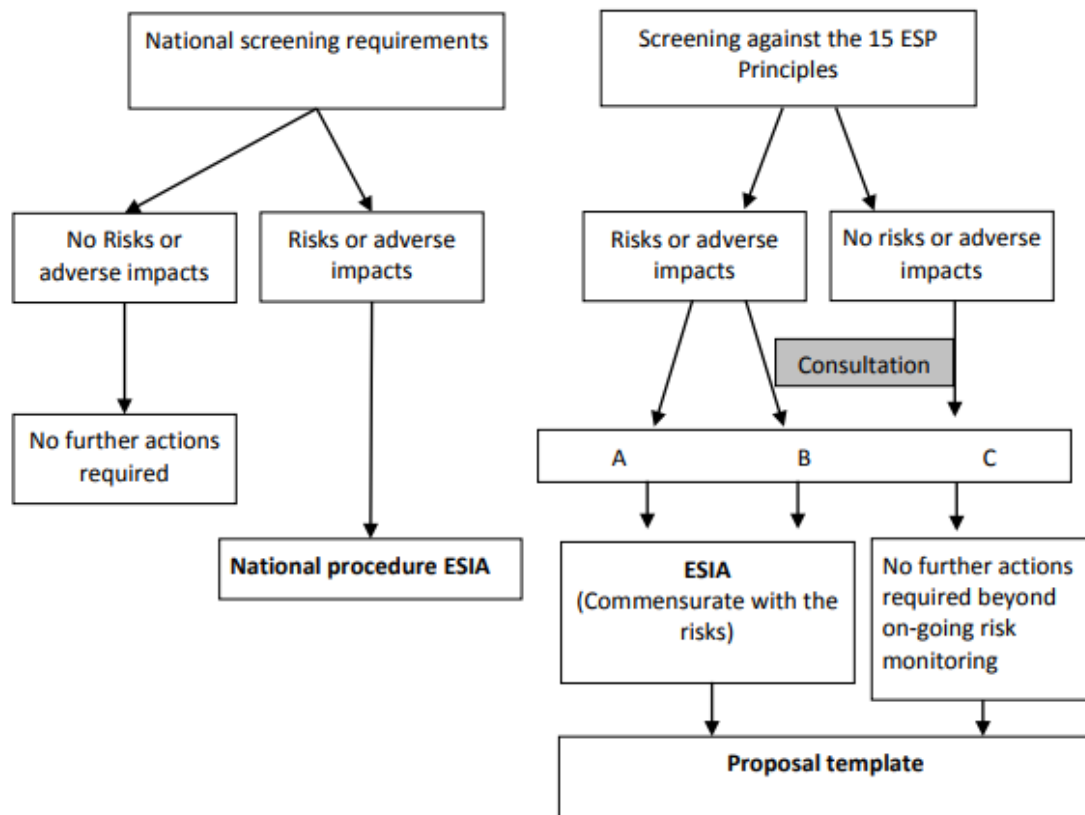 National screening requirements
Screening against the 15 ESP
Principles
No Risks or
adverse impacts
Risks or adverse
impacts
Risks or adverse
impacts
No risks or adverse
impacts
Consultation
No further actions
required
A B C
National procedure ESIA
ESIA
(Commensurate with the
risks)
No further actions
required beyond
on-going risk
monitoring
Proposal template